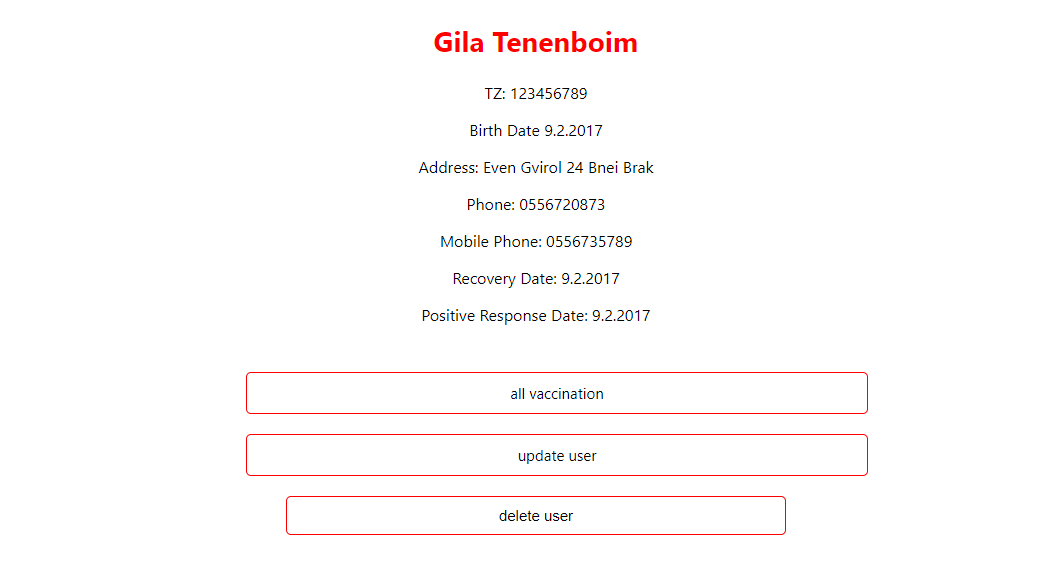 Gila Tenenboim
TZ: 123456789
Birth Date 9.2.2017
Address: Even Gvirol 24 Bnei Brak
Phone: 0556720873
Mobile Phone: 0556735789
Recovery Date: 9.2.2017
Positive Response Date: 9.2.2017
all vaccination
update user
delete user